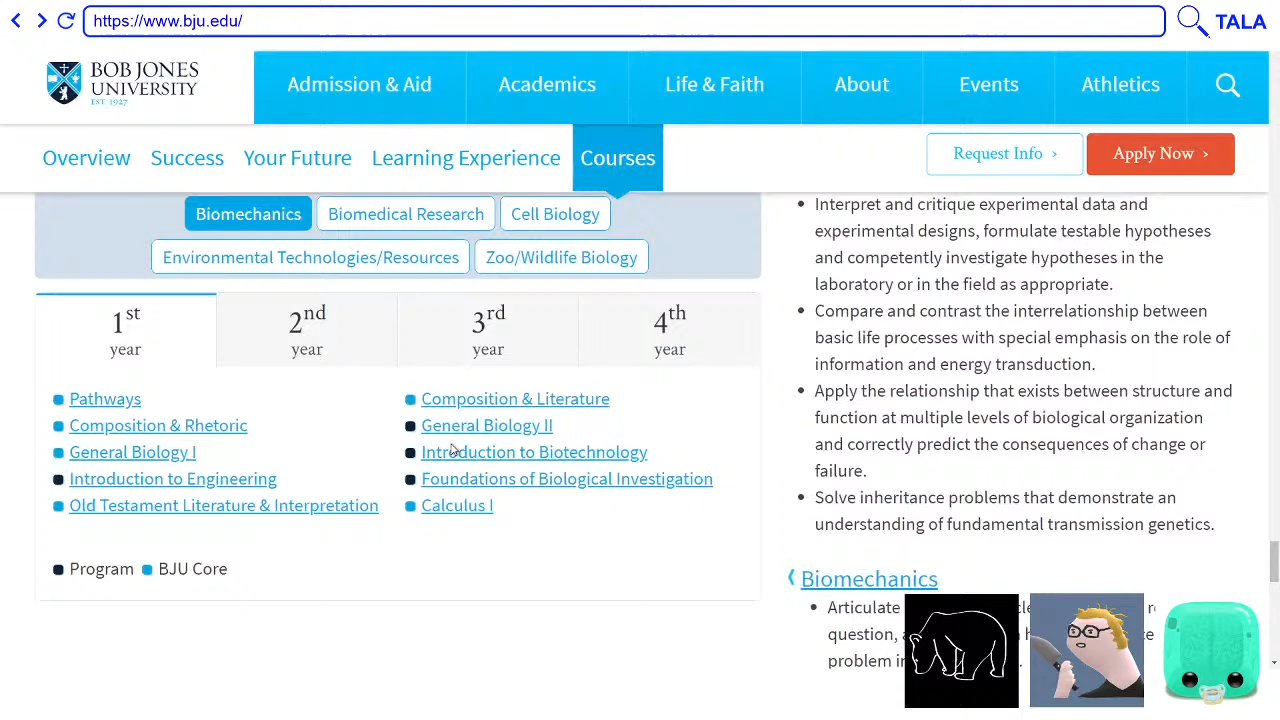 https://www.bju.edu/
TALA
BOB JONES
UNIVERSITY
EST. 1927
Admission & Aid
Academics
Life & Faith
About
Events
Athletics
Overview
Success
Your Future
Learning Experience
Courses
Request Info ›
Apply Now ›
Biomechanics
Biomedical Research
Cell Biology
Environmental Technologies/Resources
Zoo/Wildlife Biology
1st year
2nd year
3rd year
4th year
Pathways
Composition & Rhetoric
General Biology I
Introduction to Engineering
Old Testament Literature & Interpretation
Composition & Literature
General Biology II
Introduction to Biotechnology
Foundations of Biological Investigation
Calculus I
Program
BJU Core
• Interpret and critique experimental data and
experimental designs, formulate testable hypotheses
and competently investigate hypotheses in the
laboratory or in the field as appropriate.
• Compare and contrast the interrelationship between
basic life processes with special emphasis on the role of
information and energy transduction.
• Apply the relationship that exists between structure and
function at multiple levels of biological organization
and correctly predict the consequences of change or
failure.
• Solve inheritance problems that demonstrate an
understanding of fundamental transmission genetics.
Biomechanics
• Articulate
question,
problem